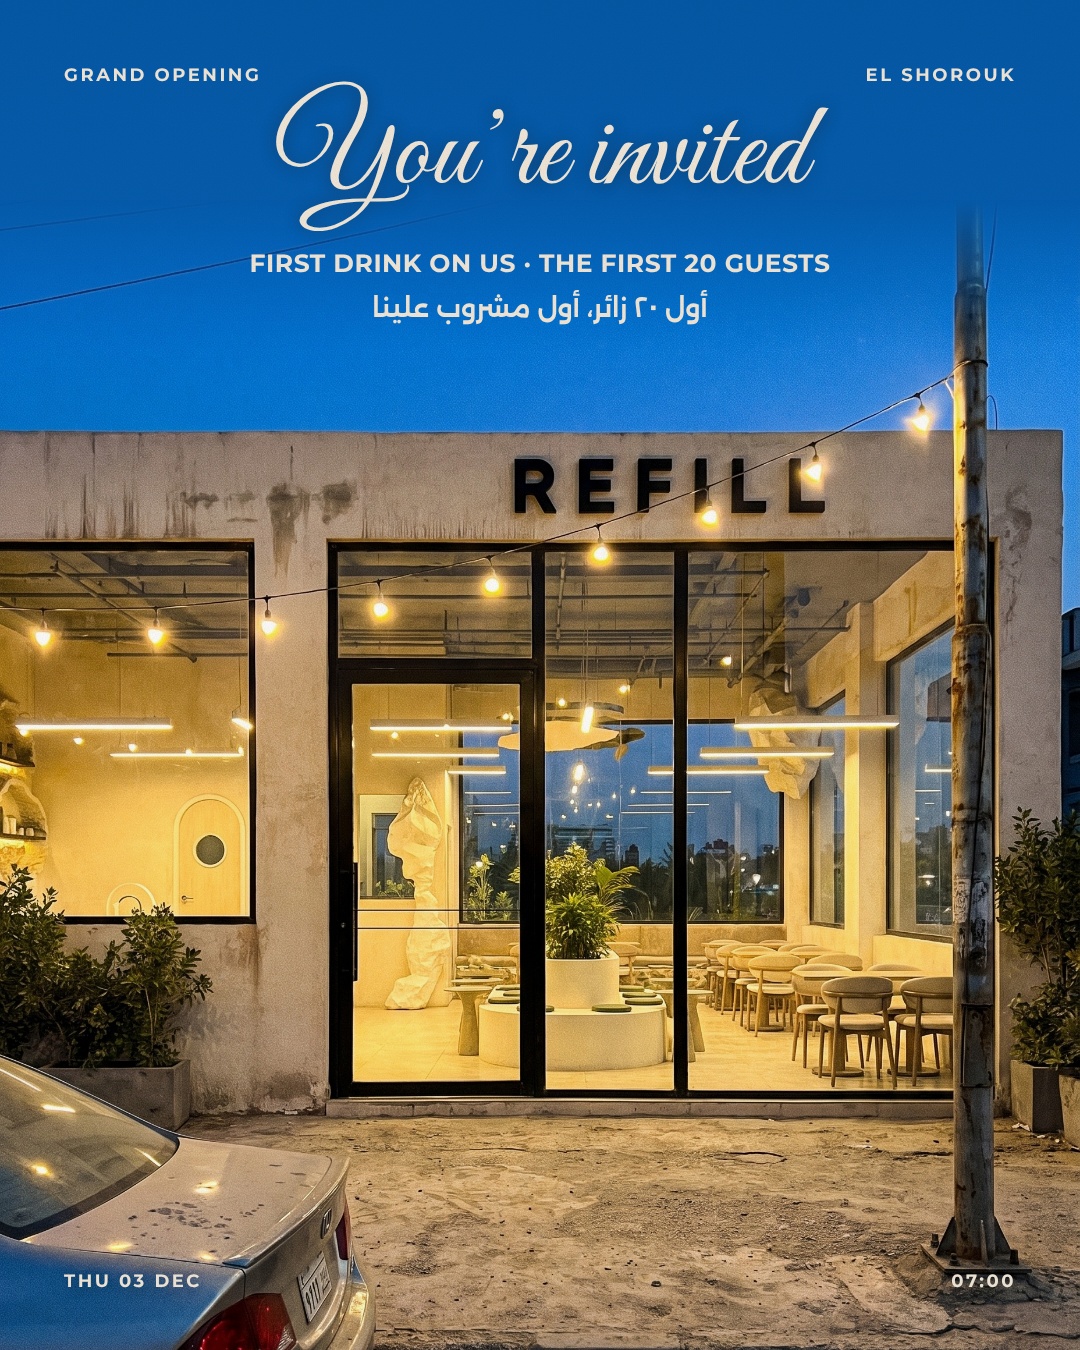 GRAND OPENING
EL SHOROUK
You're invited
FIRST DRINK ON US · THE FIRST 20 GUESTS
أول ٢٠ زائر، أول مشروب علينا
REFILL
THU 03 DEC
07:00